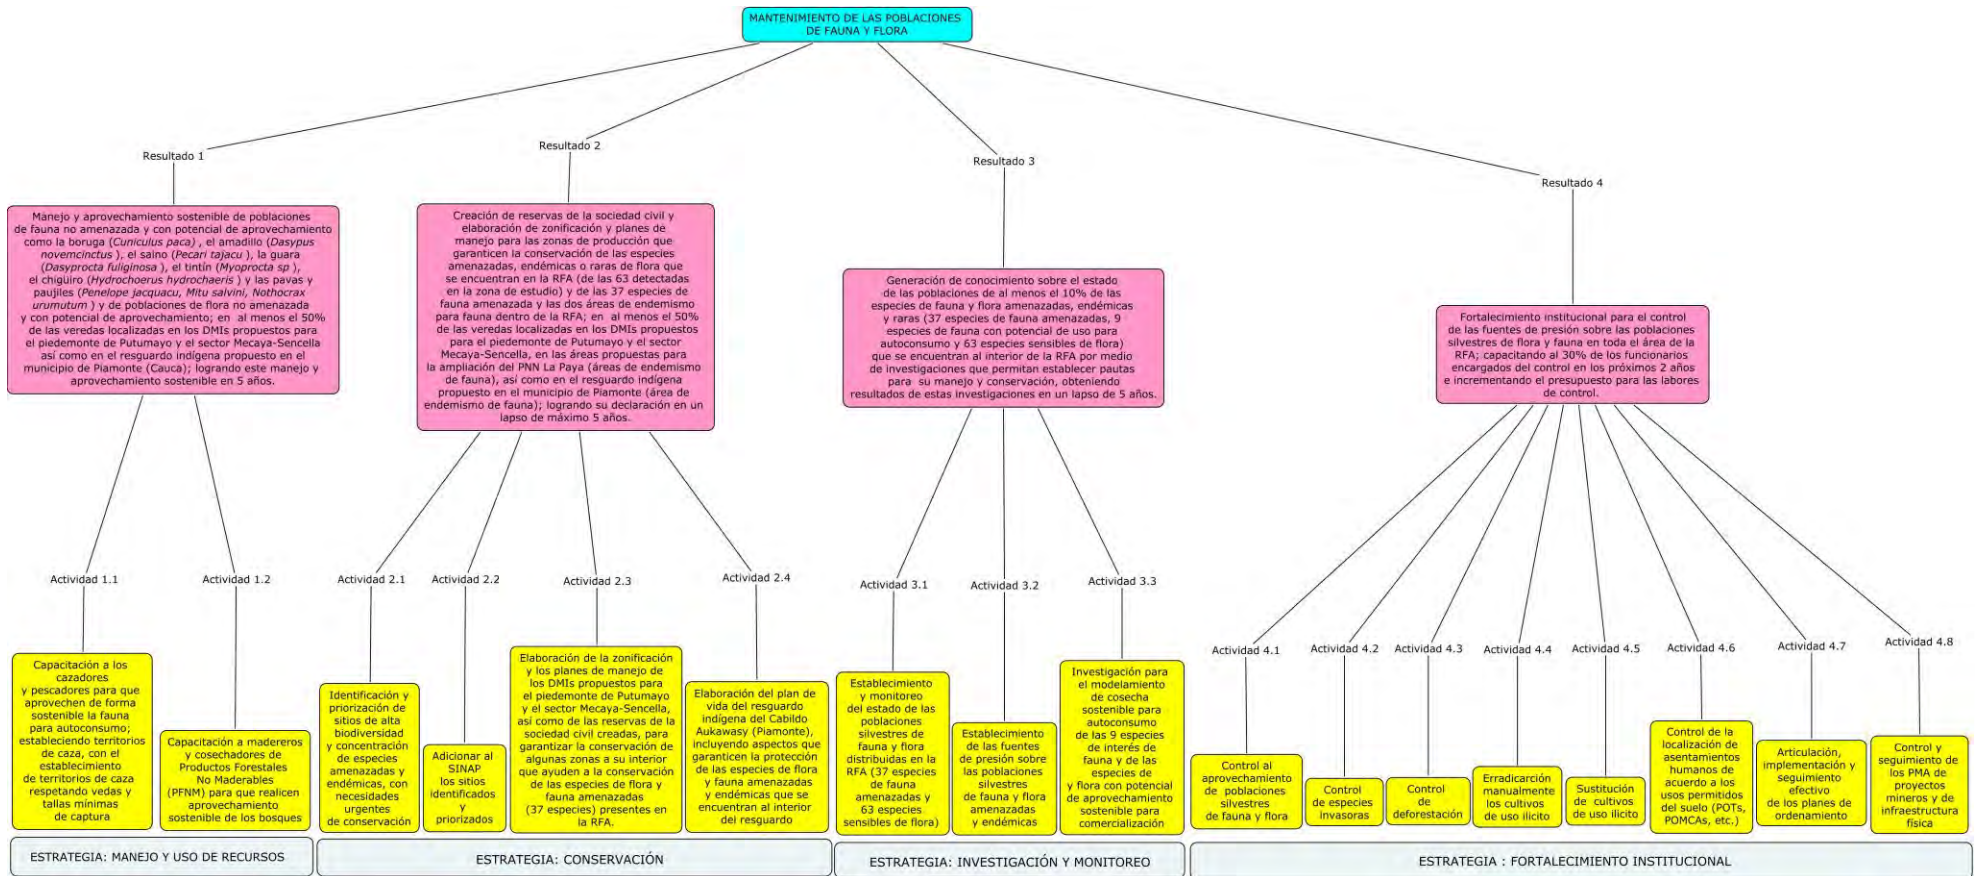 MANTENIMIENTO DE LAS POBLACIONES
DE FAUNA Y FLORA
Resultado 1
Manejo y aprovechamiento sostenible de poblaciones
de fauna no amenazada y con potencial de aprovechamiento
como la boruga (Cuniculus paca) , el amadillo (Dasypus
novemcinctus ), el saino (Pecari tajacu ), la guara
(Dasyprocta fuliginosa ), el tintín (Myoprocta sp ),
el chigüiro (Hydrochoerus hydrochaeris ) y las pavas y
paujiles (Penelope jacquacu, Mitu salvini, Nothocrax
urumutum ) y de poblaciones de flora no amenazada
y con potencial de aprovechamiento; en al menos el 50%
de las veredas localizadas en los DMIs propuestos para
el piedemonte de Putumayo y el sector Mecaya-Sencella
así como en el resguardo indígena propuesto en el
municipio de Piamonte (Cauca); logrando este manejo y
aprovechamiento sostenible en 5 años.
Resultado 2
Creación de reservas de la sociedad civil y
elaboración de zonificación y planes de
manejo para las zonas de producción que
garanticen la conservación de las especies
amenazadas, endémicas o raras de flora que
se encuentran en la RFA (de las 63 detectadas
en la zona de estudio) y de las 37 especies de
fauna amenazada y las dos áreas de endemismo
para fauna dentro de la RFA; en al menos el 50%
de las veredas localizadas en los DMIs propuestos
para el piedemonte de Putumayo y el sector
Mecaya-Sencella, en las áreas propuestas para
la ampliación del PNN La Paya (áreas de endemismo
de fauna), así como en el resguardo indígena
propuesto en el municipio de Piamonte (área de
endemismo de fauna); logrando su declaración en un
lapso de máximo 5 años.
Resultado 3
Generación de conocimiento sobre el estado
de las poblaciones de al menos el 10% de las
especies de fauna y flora amenazadas, endémicas
y raras (37 especies de fauna amenazadas, 9
especies de fauna con potencial de uso para
autoconsumo y 63 especies sensibles de flora)
que se encuentran al interior de la RFA por medio
de investigaciones que permitan establecer pautas
para su manejo y conservación, obteniendo
resultados de estas investigaciones en un lapso de 5 años.
Resultado 4
Fortalecimiento institucional para el control
de las fuentes de presión sobre las poblaciones
silvestres de flora y fauna en toda el área de la
RFA; capacitando al 30% de los funcionarios
encargados del control en los próximos 2 años
e incrementando el presupuesto para las labores
de control.
Actividad 1.1
Capacitación a los
cazadores
y pescadores para que
aprovechen de forma
sostenible la fauna
para autoconsumo;
estableciendo territorios
de caza, con el
establecimiento
de territorios de caza
respetando vedas y
tallas mínimas
de captura
Actividad 1.2
Capacitación a madereros
y cosechadores de
Productos Forestales
No Maderables
(PFNM) para que realicen
aprovechamiento
sostenible de los bosques
Actividad 2.1
Identificación y
priorización de
sitios de alta
biodiversidad
y concentración
de especies
amenazadas y
endémicas, con
necesidades
urgentes
de conservación
Actividad 2.2
Adicionar al
SINAP
los sitios
identificados
y
priorizados
Actividad 2.3
Elaboración de la zonificación
y los planes de manejo de
los DMIs propuestos para
el piedemonte de Putumayo
y el sector Mecaya-Sencella,
así como de las reservas de la
sociedad civil creadas, para
garantizar la conservación de
algunas zonas a su interior
que ayuden a la conservación
de las especies de flora y
fauna amenazadas
(37 especies) presentes en
la RFA.
Actividad 2.4
Elaboración del plan de
vida del resguardo
indígena del Cabildo
Aukawasy (Piamonte),
incluyendo aspectos que
garanticen la protección
de las especies de flora
y fauna amenazadas
y endémicas que se
encuentran al interior
del resguardo
Actividad 3.1
Establecimiento
y monitoreo
del estado de las
poblaciones
silvestres de
fauna y flora
distribuidas en la
RFA (37 especies
de fauna
amenazadas y
63 especies
sensibles de flora)
Actividad 3.2
Establecimiento
de las fuentes
de presión sobre
las poblaciones
silvestres
de fauna y flora
amenazadas
y endémicas
Actividad 3.3
Investigación para
el modelamiento
de cosecha
sostenible para
autoconsumo
de las 9 especies
de interés de
fauna y de las
especies de
y flora con potencial
de aprovechamiento
sostenible para
comercialización
Actividad 4.1
Control al
aprovechamiento
de poblaciones
silvestres
de fauna y flora
Actividad 4.2
Control
de especies
invasoras
Actividad 4.3
Control
de
deforestación
Actividad 4.4
Erradicarción
manualmente
los cultivos
de uso ilicito
Actividad 4.5
Sustitución
de cultivos
de uso ilicito
Actividad 4.6
Control de la
localización de
asentamientos
humanos de
acuerdo a los
usos permitidos
del suelo (POTs,
POMCAs, etc.)
Actividad 4.7
Articulación,
implementación y
seguimiento
efectivo
de los planes de
ordenamiento
Actividad 4.8
Control y
seguimiento de
los PMA de
proyectos
mineros y de
infraestructura
física
ESTRATEGIA: MANEJO Y USO DE RECURSOS
ESTRATEGIA: CONSERVACIÓN
ESTRATEGIA: INVESTIGACIÓN Y MONITOREO
ESTRATEGIA : FORTALECIMIENTO INSTITUCIONAL